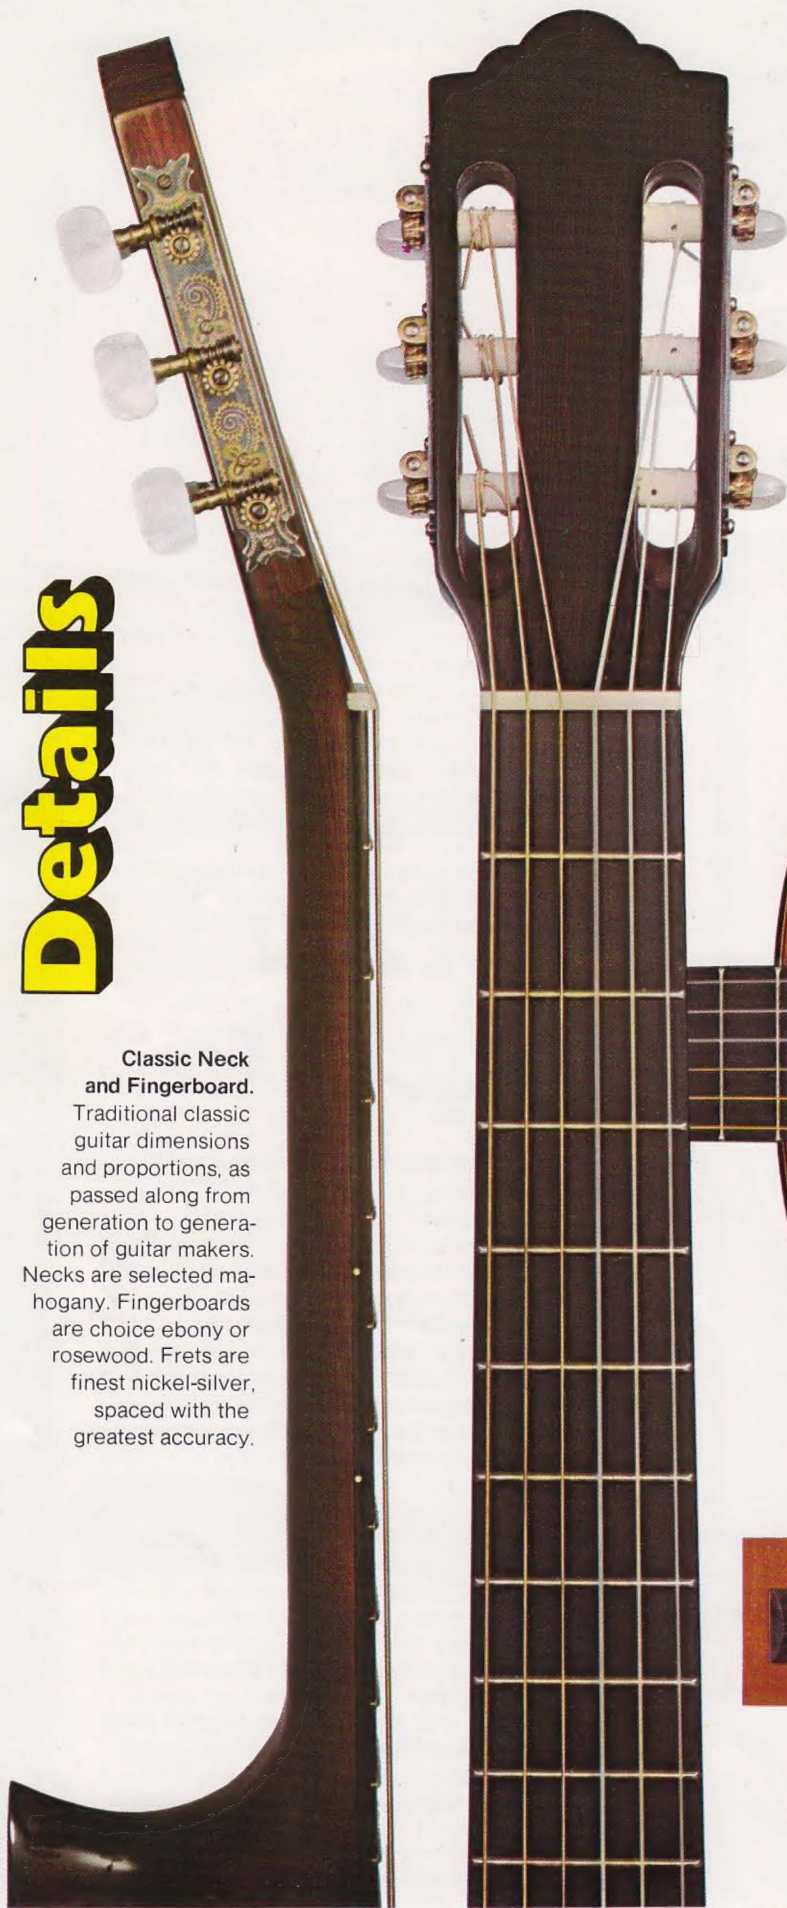 Details
Classic Neck
and Fingerboard.
Traditional classic
guitar dimensions
and proportions, as
passed along from
generation to genera-
tion of guitar makers.
Necks are selected ma-
hogany. Fingerboards
are choice ebony or
rosewood. Frets are
finest nickel-silver,
spaced with the
greatest accuracy.